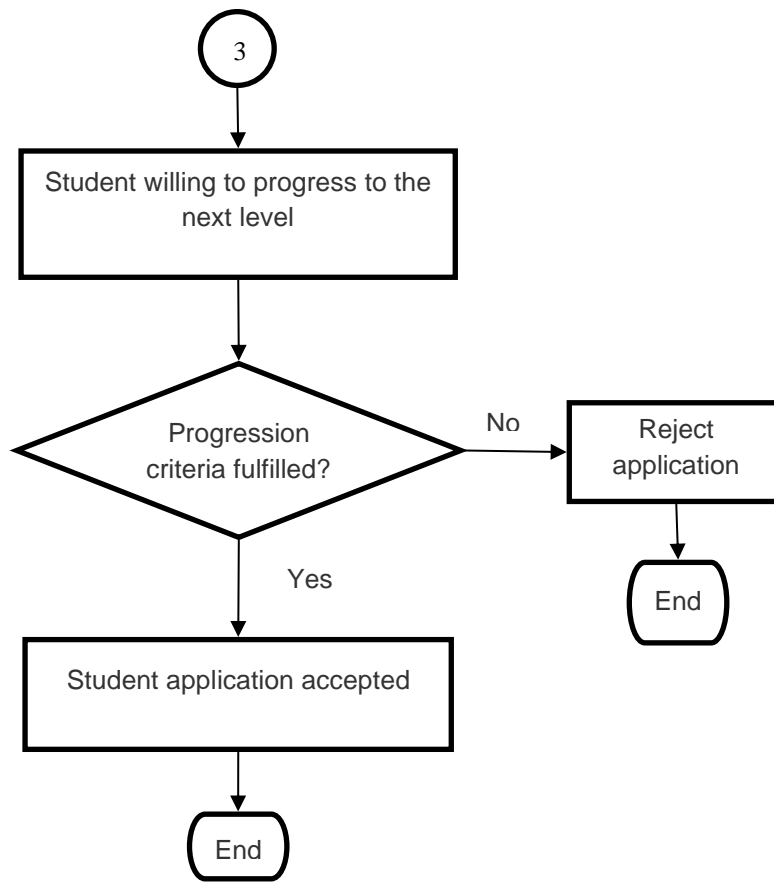 3
Student willing to progress to the
next level
Progression
criteria fulfilled?
No
Reject
application
Yes
End
Student application accepted
End